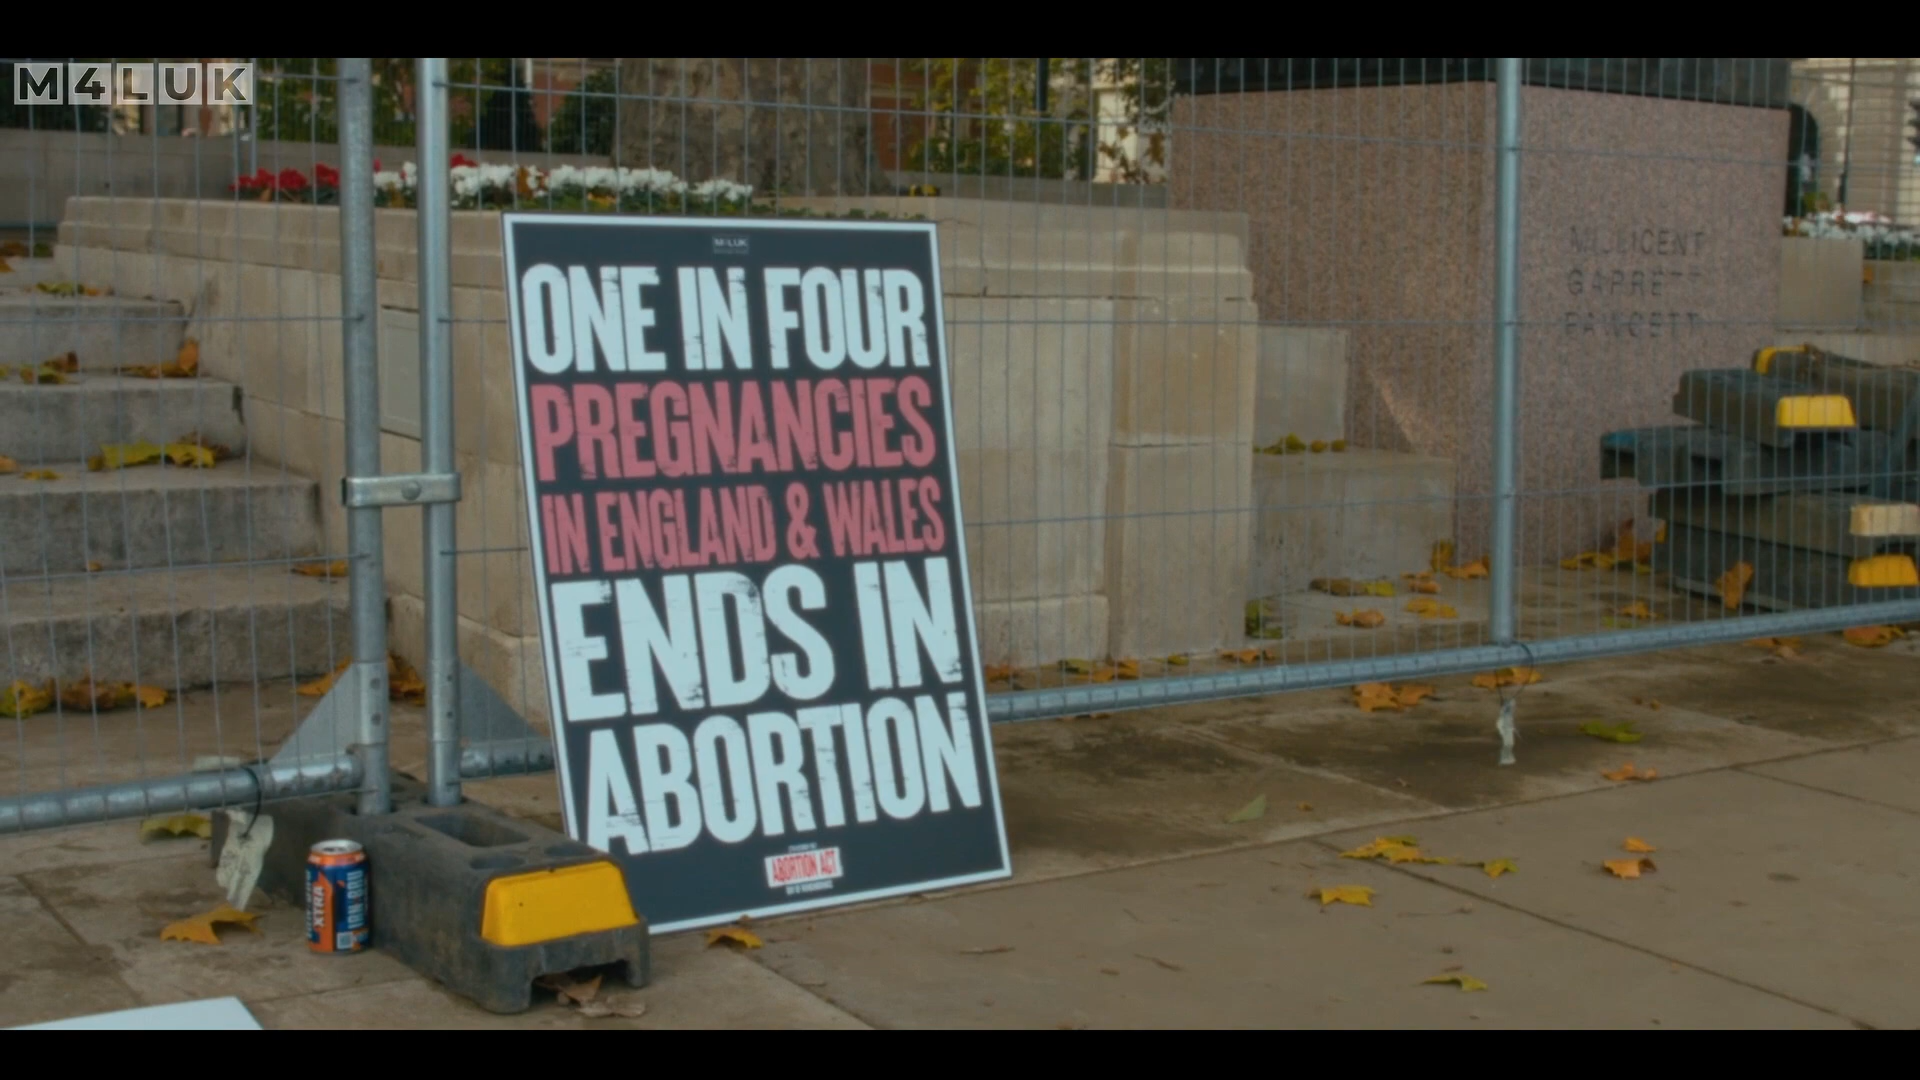 M4LUK
M4LUK
ONE IN FOUR
PREGNANCIES
IN ENGLAND & WALES
ENDS IN
ABORTION
ABORTION ACT
MILLICENT
GARRETT
FAWCETT
XTRA
IRN-BRU